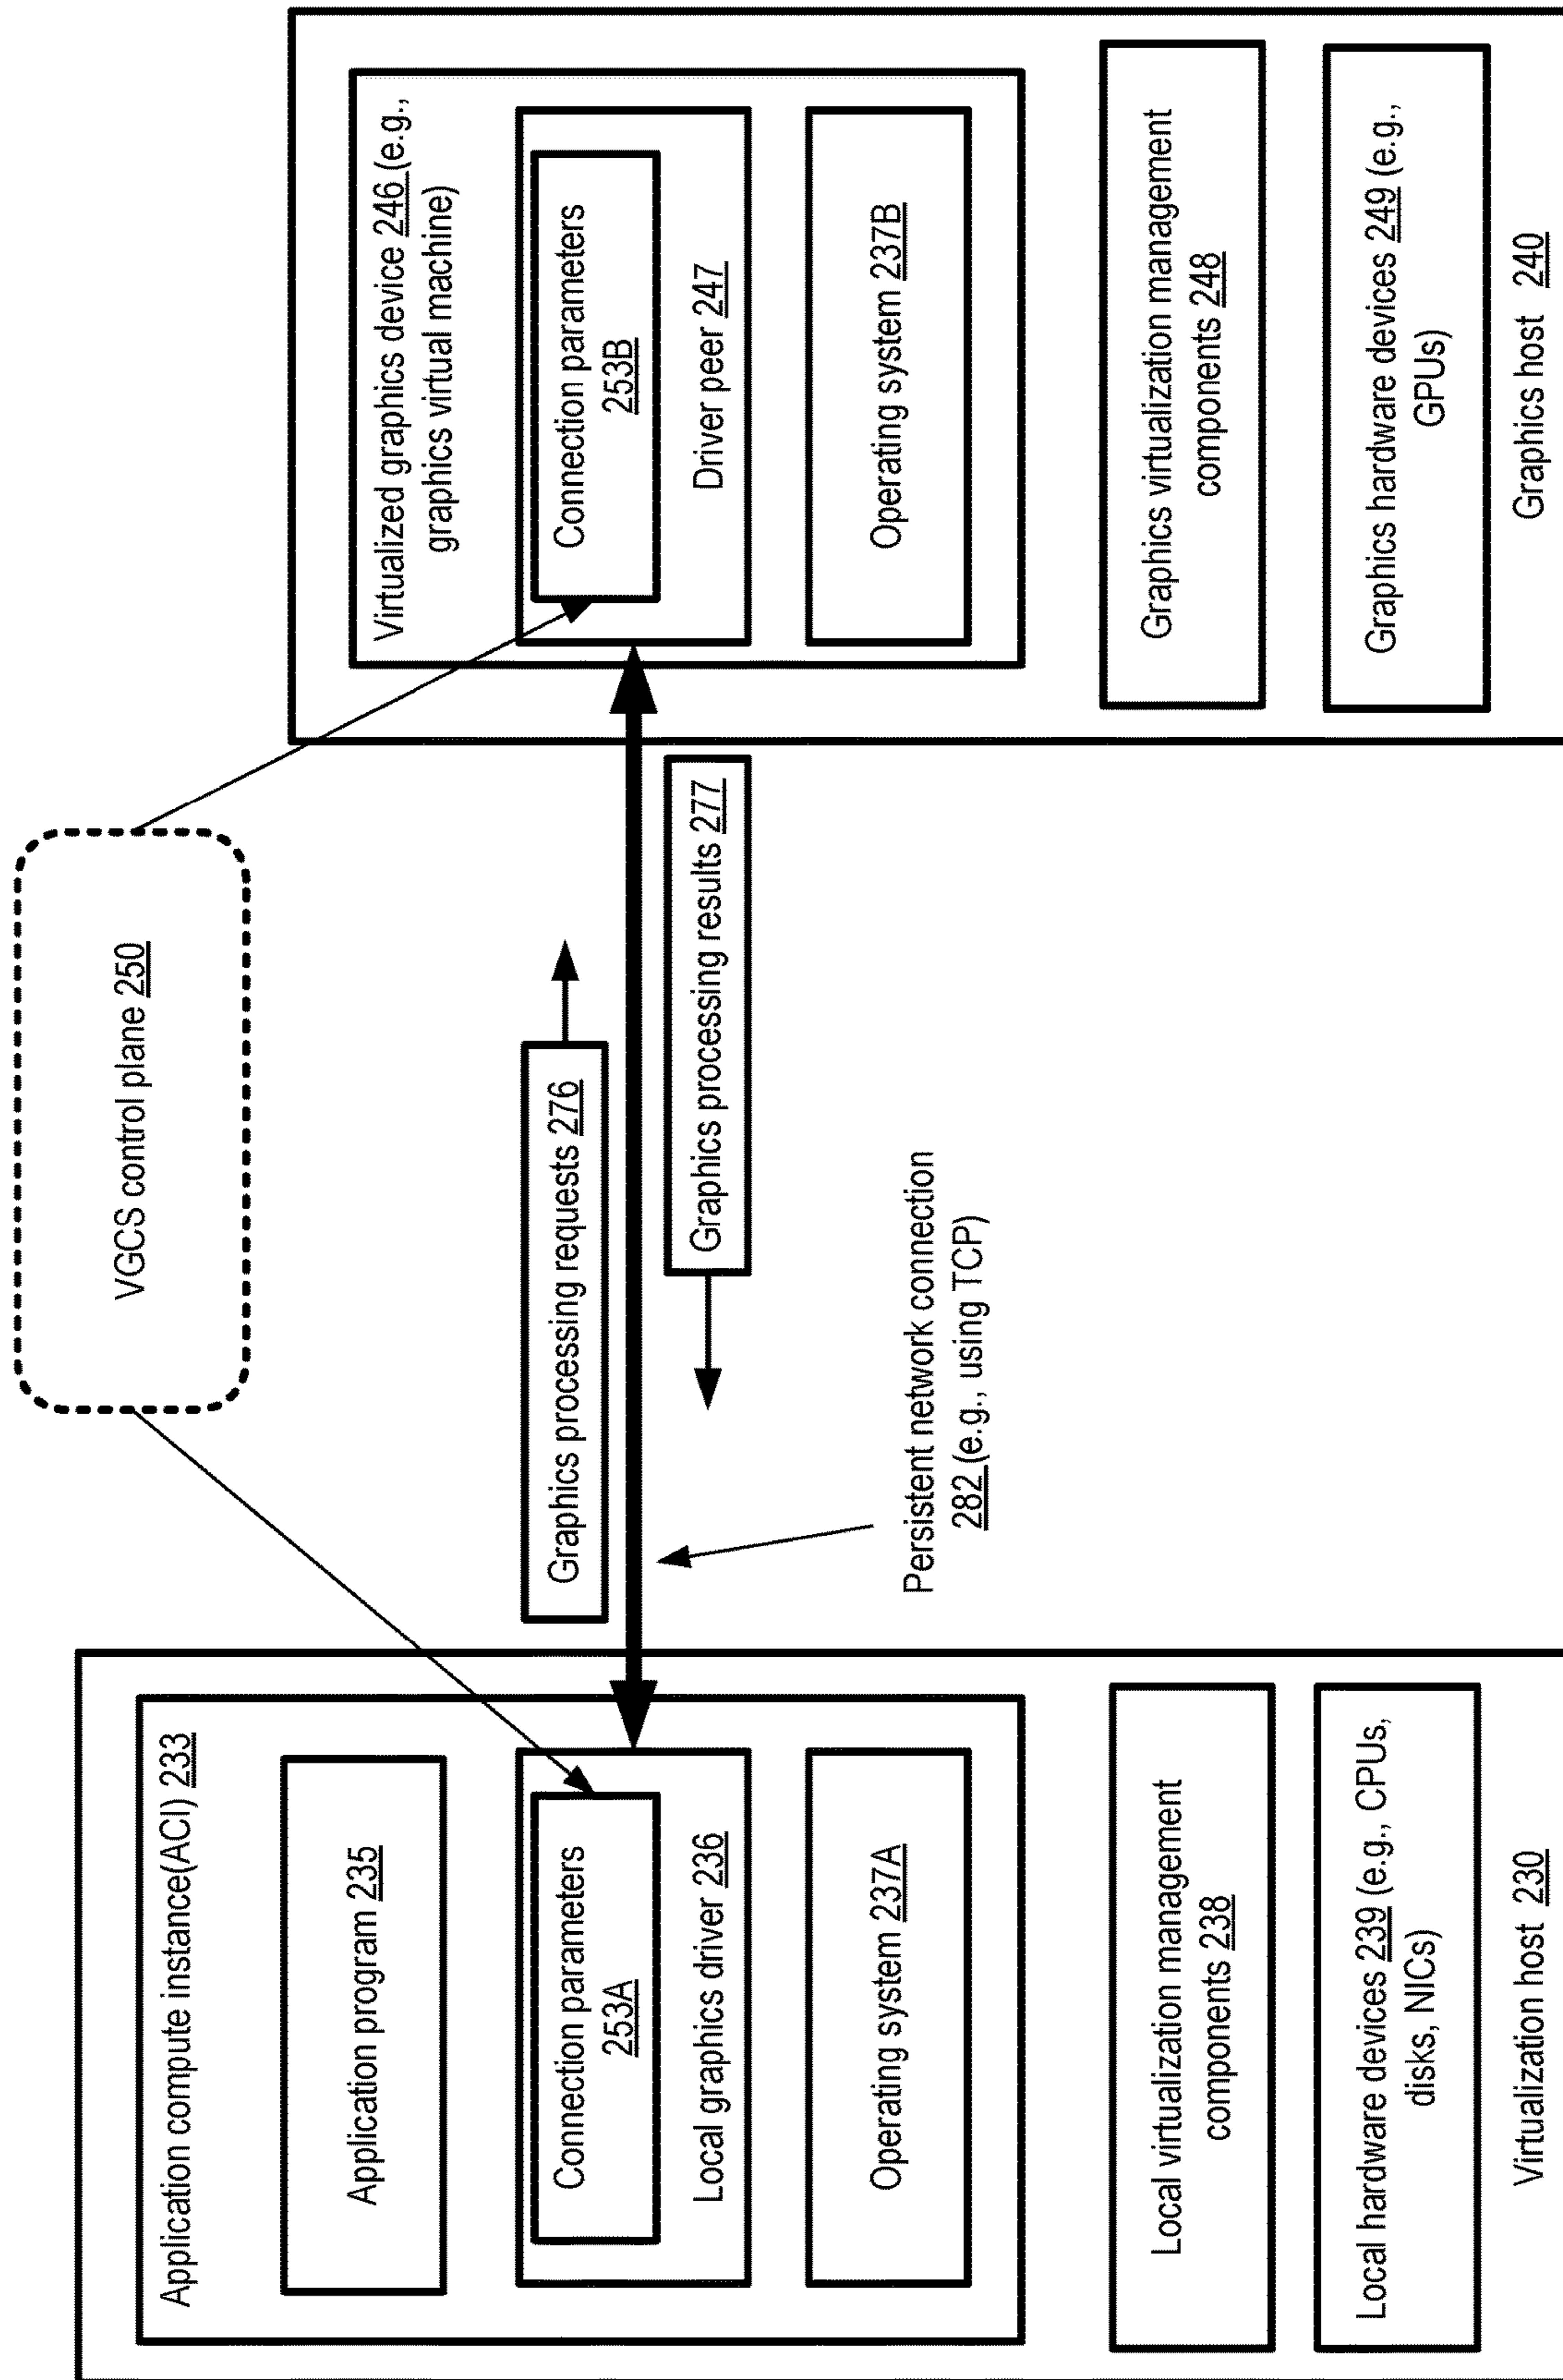 VGCS control plane 250
Application compute instance(ACI) 233
Application program 235
Connection parameters
253A
Local graphics driver 236
Operating system 237A
Local virtualization management
components 238
Local hardware devices 239 (e.g., CPUs,
disks, NICs)
Virtualization host 230
Graphics processing requests 276
Graphics processing results 277
Persistent network connection
282 (e.g., using TCP)
Virtualized graphics device 246 (e.g.,
graphics virtual machine)
Connection parameters
253B
Driver peer 247
Operating system 237B
Graphics virtualization management
components 248
Graphics hardware devices 249 (e.g.,
GPUs)
Graphics host 240